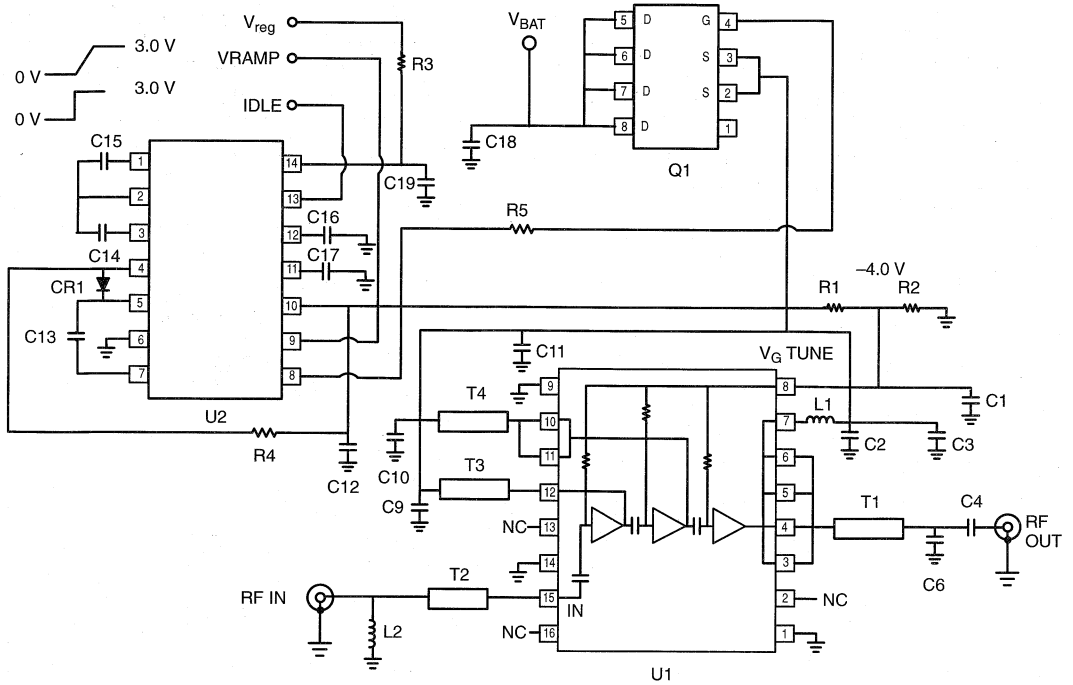 Vreg
3.0 V
VRAMP
0 V
3.0 V
IDLE
0 V
R3
VBAT
5 D G 4
6 D S 3
7 D S 2
8 D 1
C18
Q1
C15
1 14
C19
2 13
3 12
C16
C14
4 11
C17
CR1
5 10
C13
6 9
7 8
U2
R4
C12
R5
–4.0 V
R1
R2
C11
VG TUNE
9 8
C1
T4
10 7
L1
C10
11 6
C2
C3
T3
12 5
C9
NC
13 4
T1
C4
RF
OUT
C6
14 3
RF IN
L2
T2
15
IN
2 NC
NC
16 1
U1